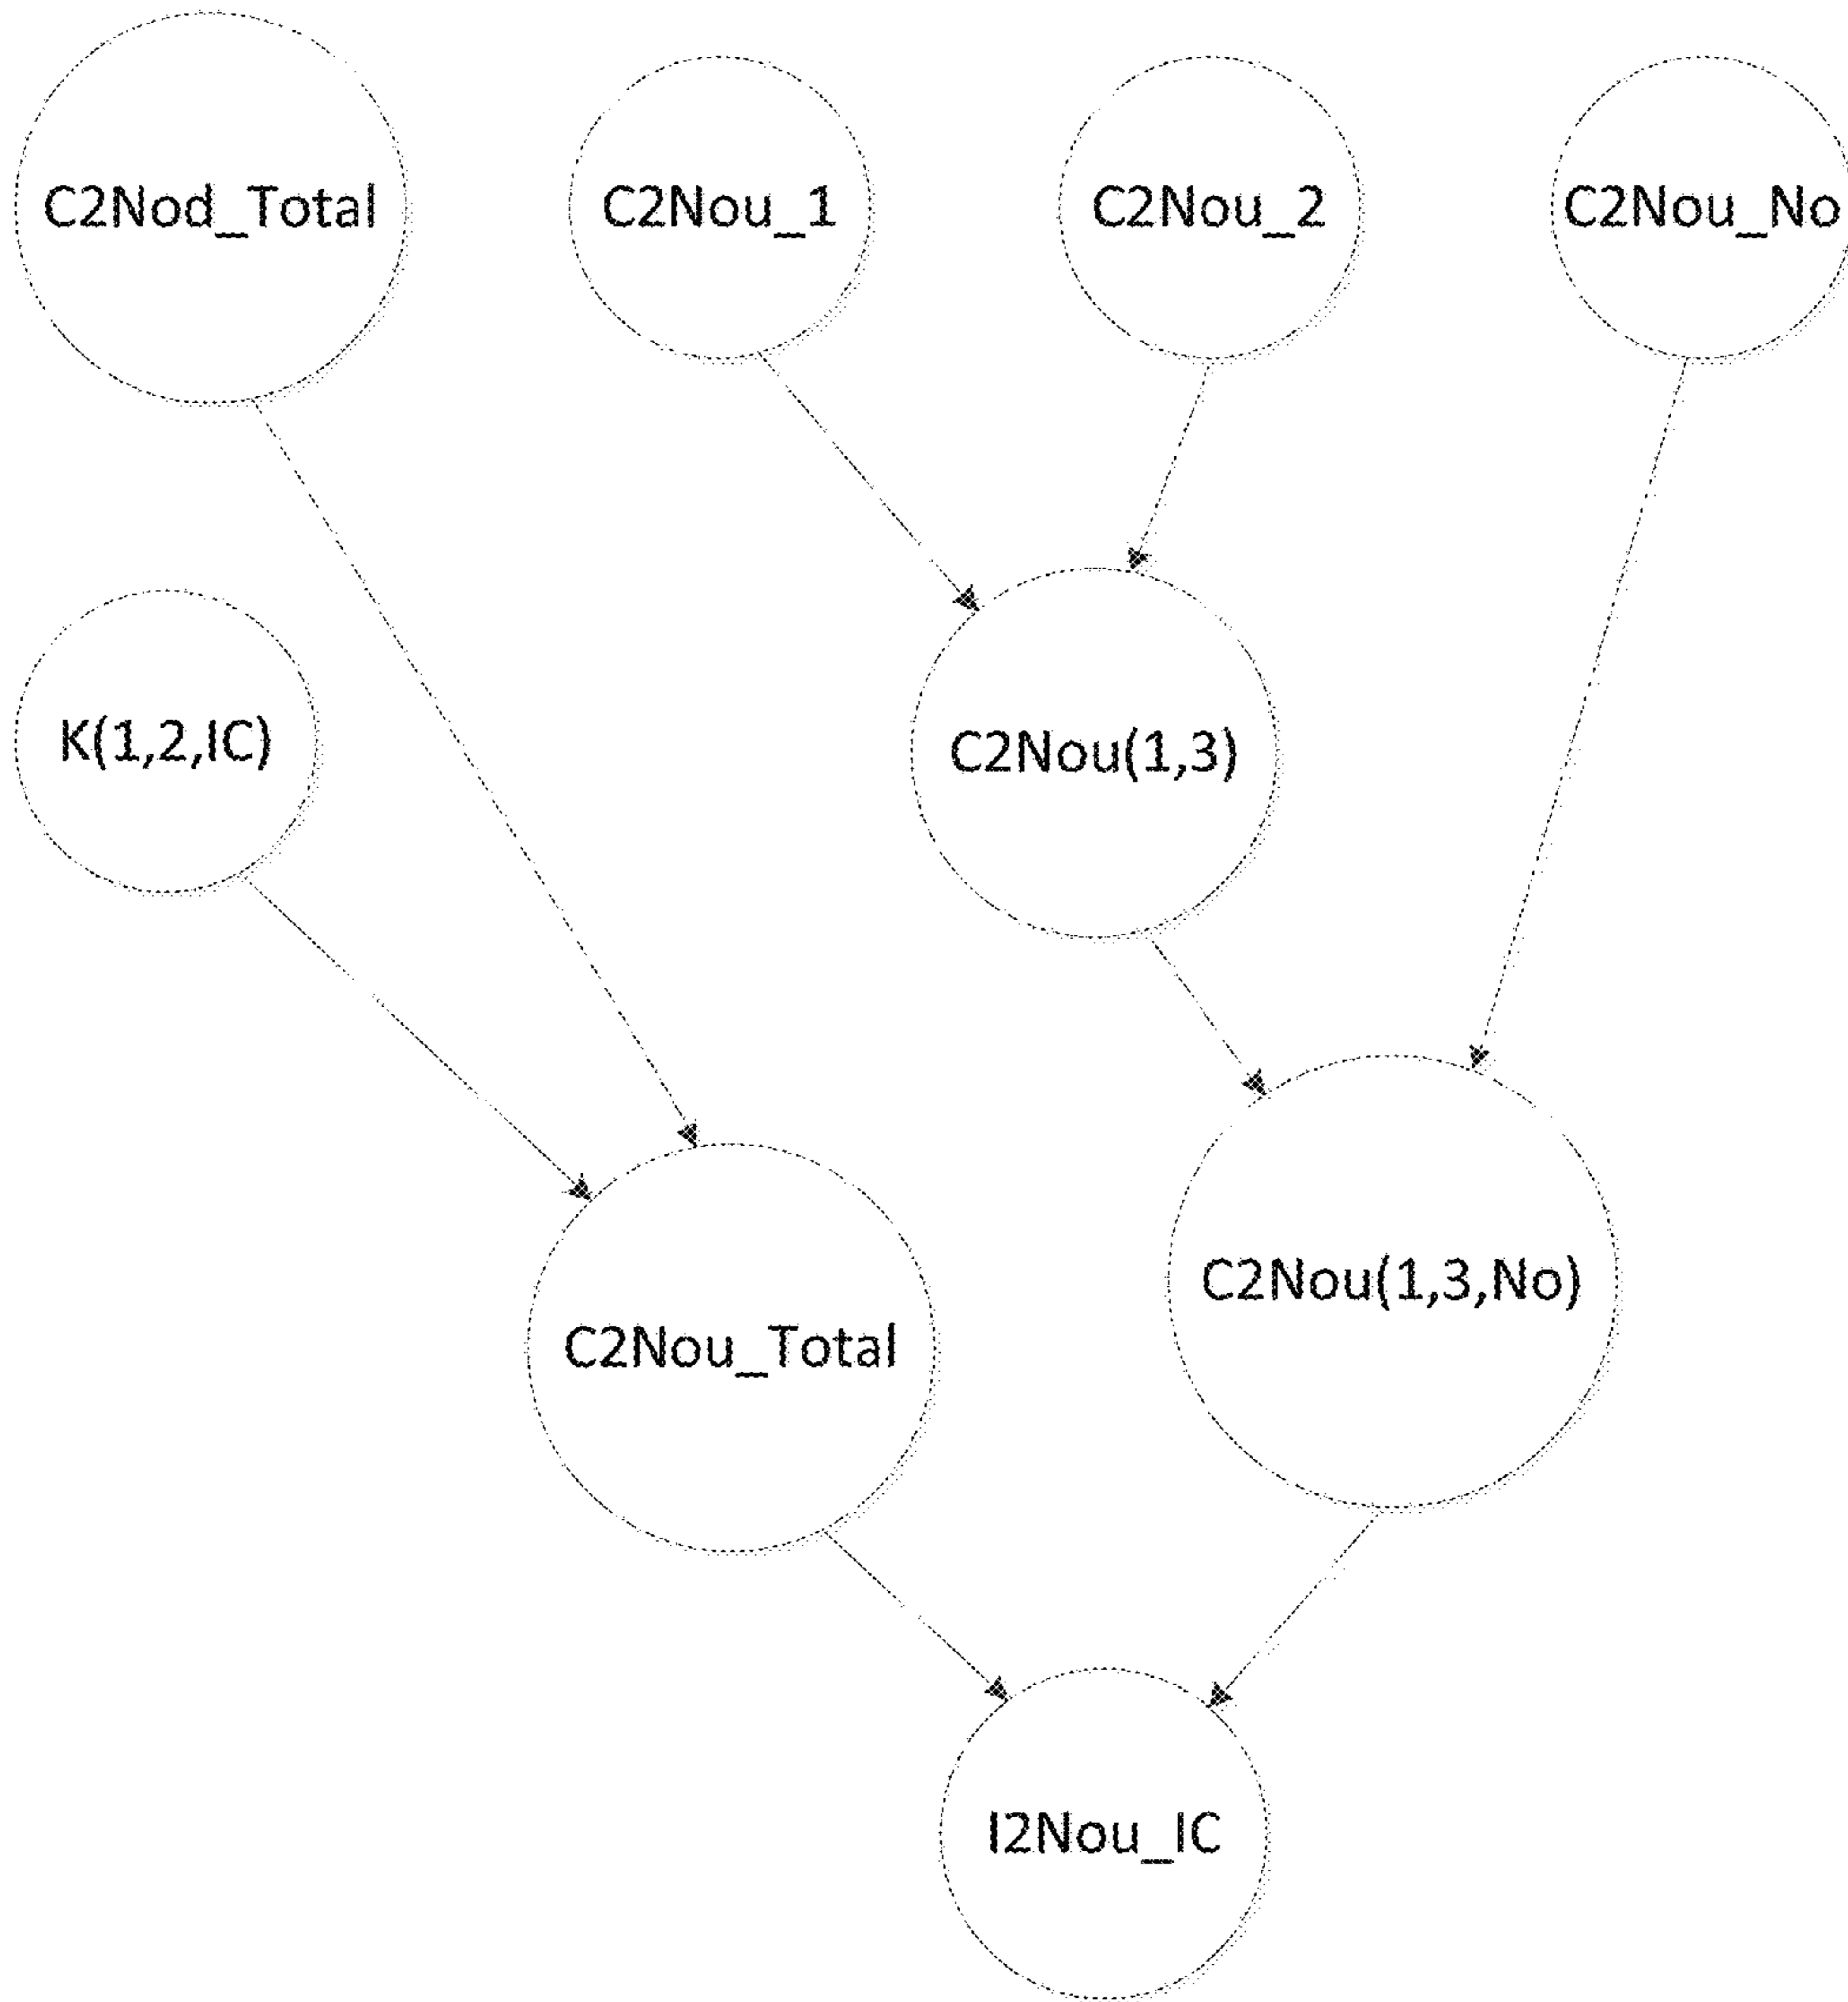 C2Nod_Total
C2Nou_1
C2Nou_2
C2Nou_No
K(1,2,IC)
C2Nou(1,3)
C2Nou(1,3,No)
C2Nou_Total
I2Nou_IC